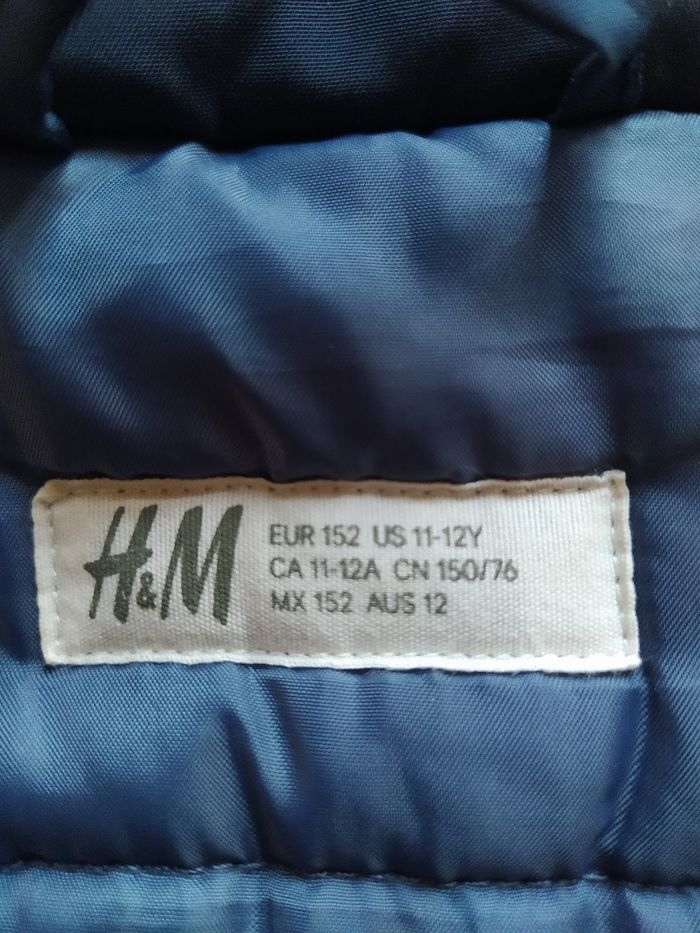 H&M
EUR 152 US 11-12Y
CA 11-12A CN 150/76
MX 152 AUS 12